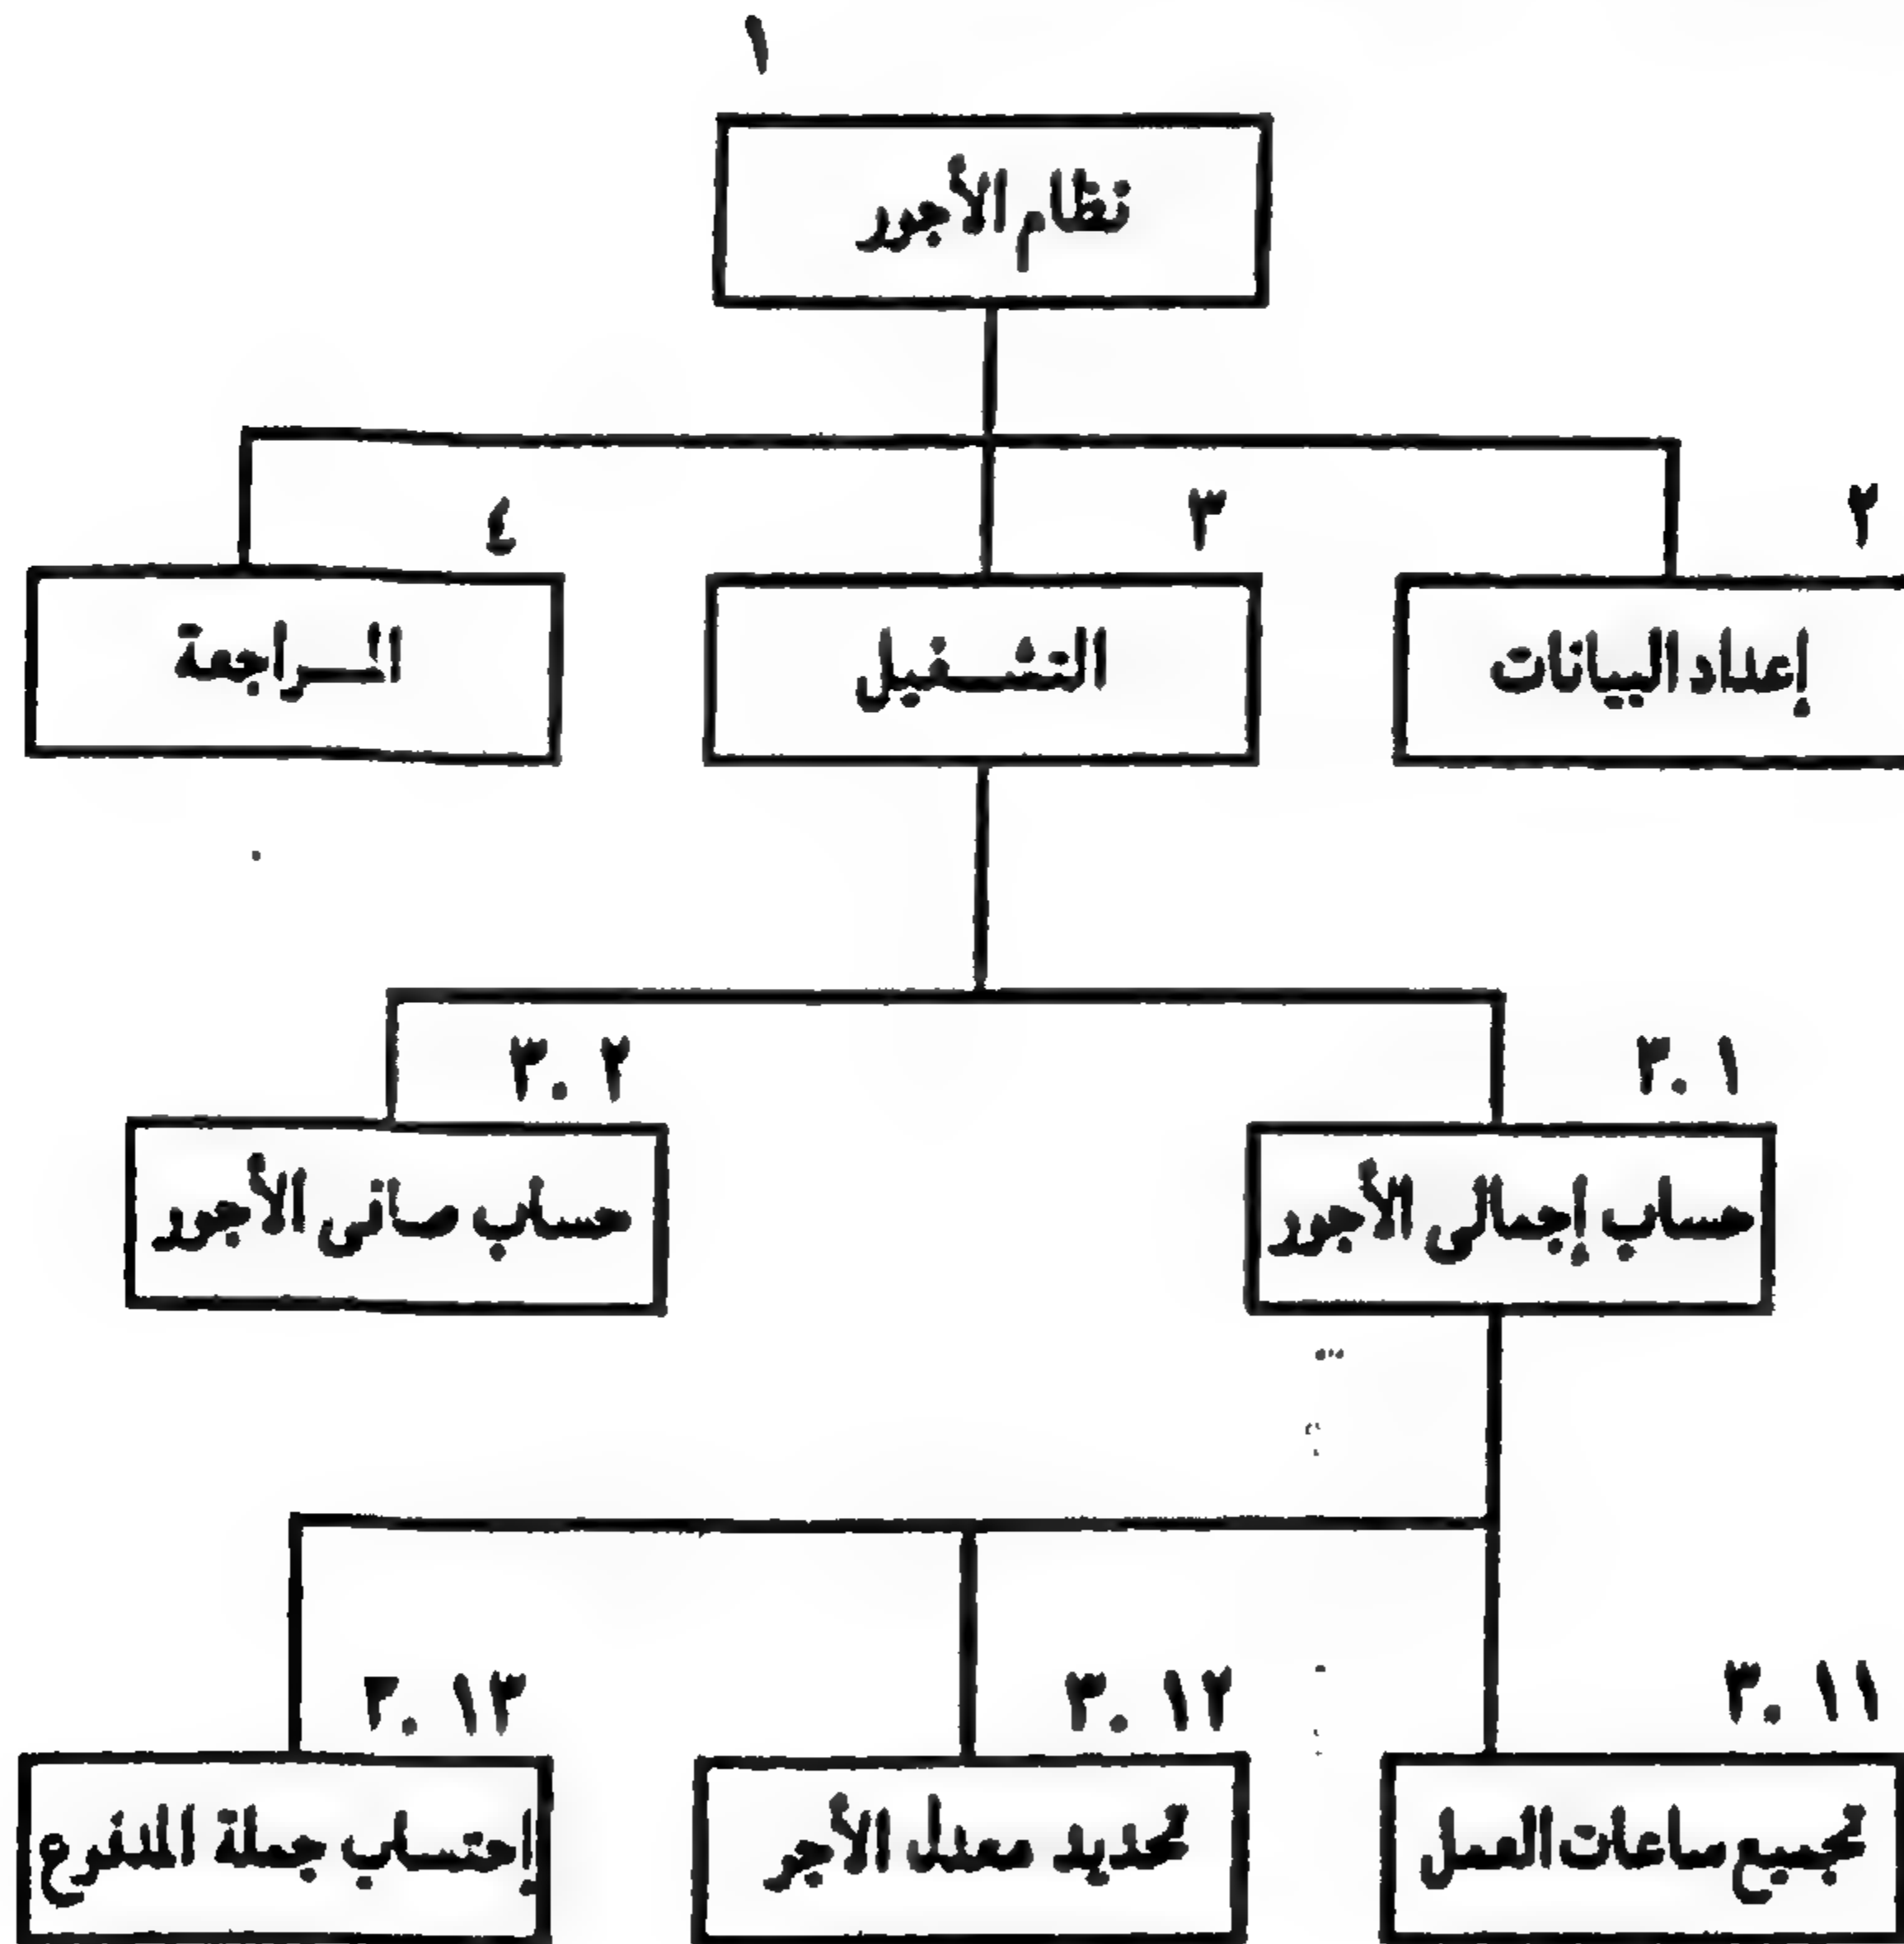 ١
نظام الأجور
٢
٣
٤
إعداد البيانات
التشغيل
المراجعة
٣.١
٣.٢
حساب إجمالى الأجور
حساب صافى الأجور
٣.١١
٣.١٢
٣.١٣
تجميع ساعات العمل
تحديد معدل الأجر
إحتساب جملة المدفوع